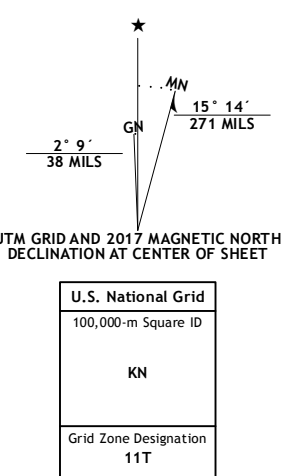 ★
MN
GN
15° 14´
271 MILS
2° 9´
38 MILS
UTM GRID AND 2017 MAGNETIC NORTH
DECLINATION AT CENTER OF SHEET
U.S. National Grid
100,000-m Square ID
KN
Grid Zone Designation
11T